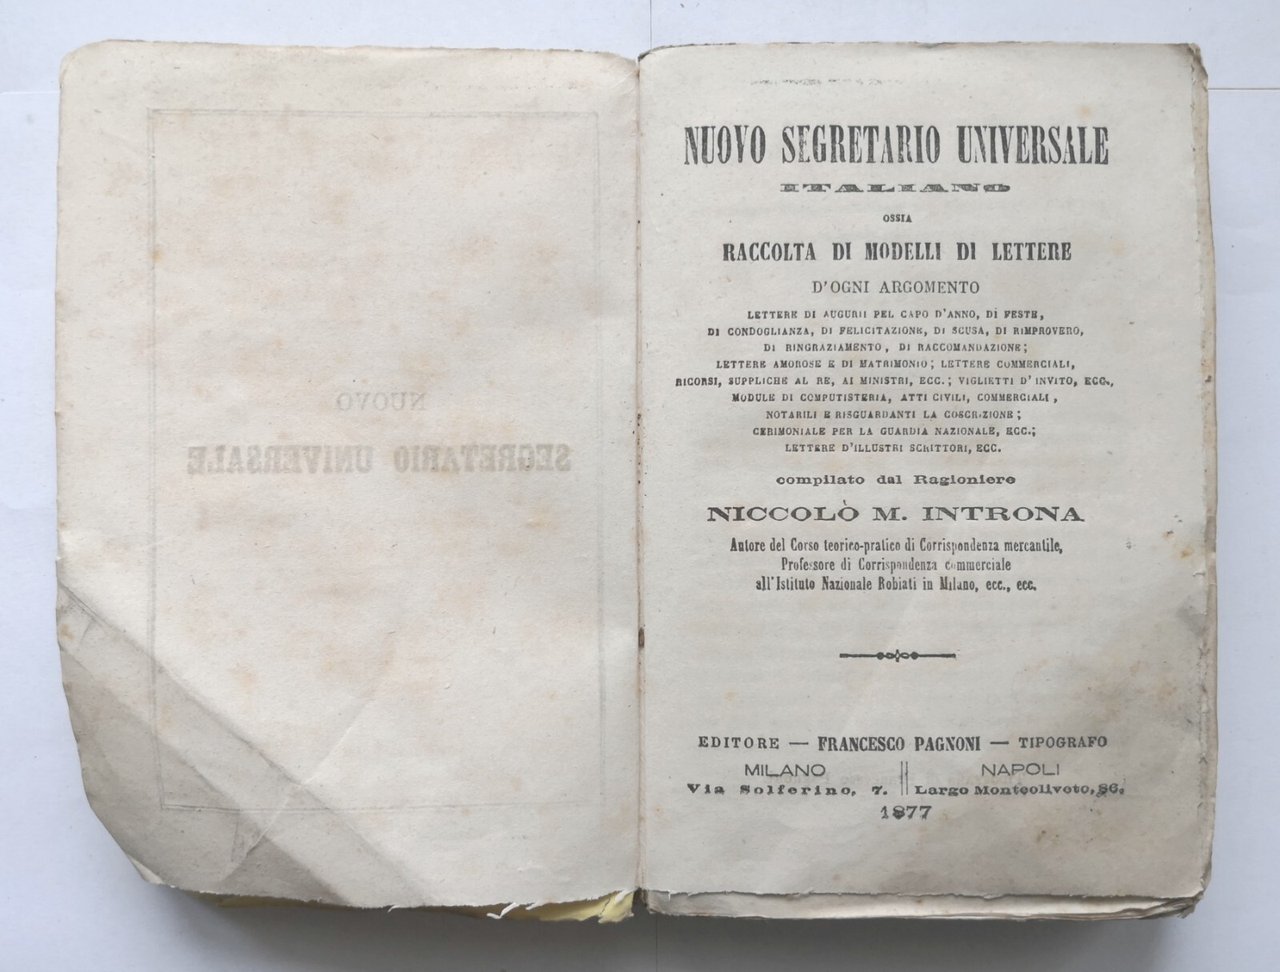 NUOVO
SEGRETARIO UNIVERSALE
NUOVO SEGRETARIO UNIVERSALE
ITALIANO
OSSIA
RACCOLTA DI MODELLI DI LETTERE
D'OGNI ARGOMENTO
LETTERE DI AUGURII PEL CAPO D'ANNO, DI FESTE,
DI CONDOGLIANZA, DI FELICITAZIONE, DI SCUSA, DI RIMPROVERO,
DI RINGRAZIAMENTO, DI RACCOMANDAZIONE;
LETTERE AMOROSE E DI MATRIMONIO; LETTERE COMMERCIALI,
RICORSI, SUPPLICHE AL RE, AI MINISTRI, ECC.; VIGLIETTI D'INVITO, ECC.,
MODULE DI COMPUTISTERIA, ATTI CIVILI, COMMERCIALI,
NOTARILI E RISGUARDANTI LA COSCRIZIONE;
CERIMONIALE PER LA GUARDIA NAZIONALE, ECC.;
LETTERE D'ILLUSTRI SCRITTORI, ECC.
compilato dal Ragioniere
NICCOLÒ M. INTRONA
Autore del Corso teorico-pratico di Corrispondenza mercantile,
Professore di Corrispondenza commerciale
all'Istituto Nazionale Robiati in Milano, ecc., ecc.
EDITORE — FRANCESCO PAGNONI — TIPOGRAFO
MILANO NAPOLI
Via Solferino, 7. Largo Monteoliveto, 86.
1877